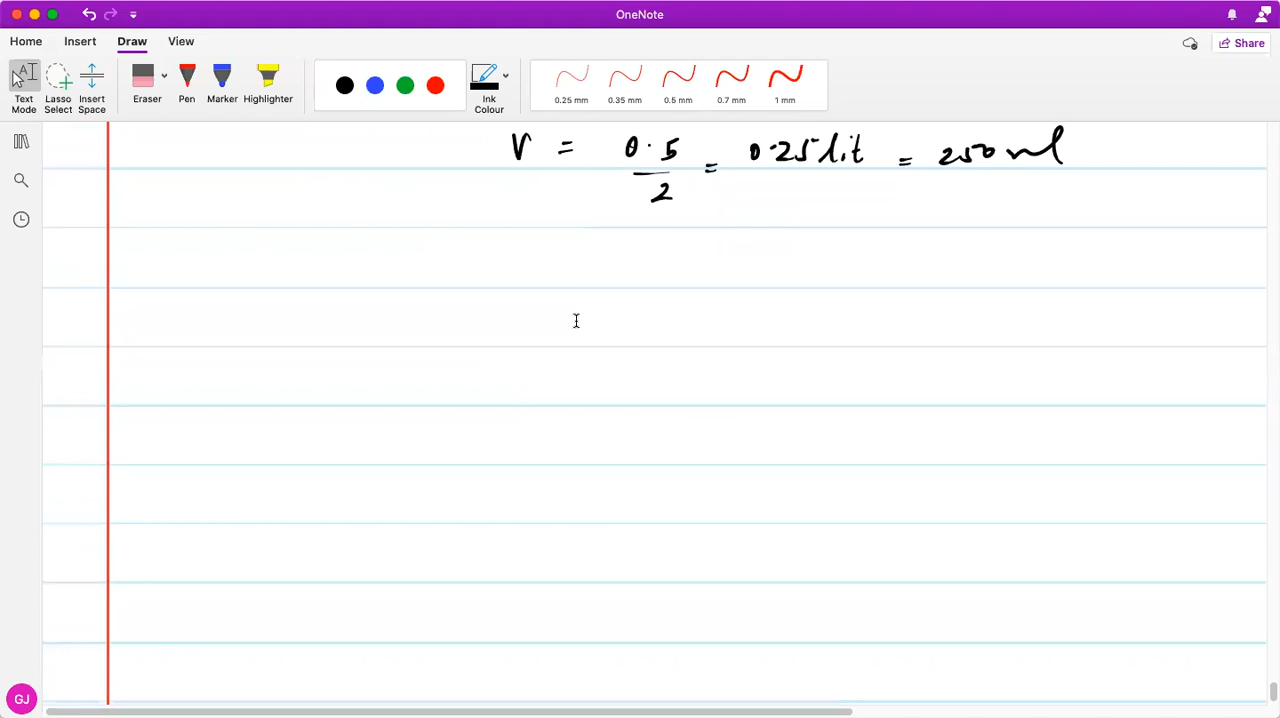 OneNote
Home Insert Draw View Share
Text Mode Lasso Select Insert Space Eraser Pen Marker Highlighter Ink Colour 0.25 mm 0.35 mm 0.5 mm 0.7 mm 1 mm
V = 0.5 / 2 = 0.25 lit = 250 ml
GJ